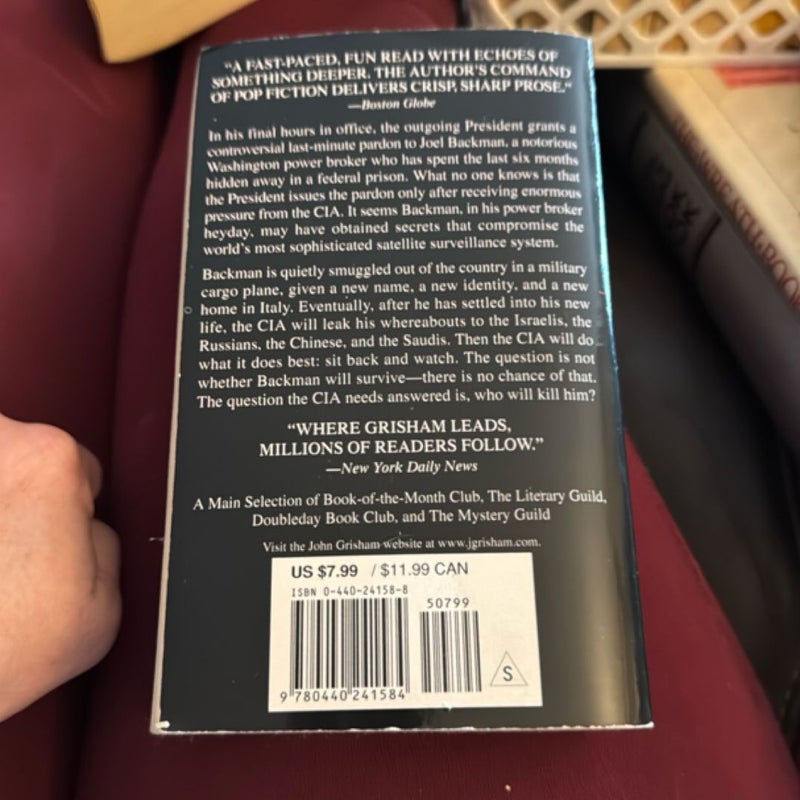 "A FAST-PACED, FUN READ WITH ECHOES OF
SOMETHING DEEPER. THE AUTHOR'S COMMAND
OF POP FICTION DELIVERS CRISP, SHARP PROSE."
—Boston Globe
In his final hours in office, the outgoing President grants a
controversial last-minute pardon to Joel Backman, a notorious
Washington power broker who has spent the last six months
hidden away in a federal prison. What no one knows is that
the President issues the pardon only after receiving enormous
pressure from the CIA. It seems Backman, in his power broker
heyday, may have obtained secrets that compromise the
world's most sophisticated satellite surveillance system.
Backman is quietly smuggled out of the country in a military
cargo plane, given a new name, a new identity, and a new
home in Italy. Eventually, after he has settled into his new
life, the CIA will leak his whereabouts to the Israelis, the
Russians, the Chinese, and the Saudis. Then the CIA will do
what it does best: sit back and watch. The question is not
whether Backman will survive—there is no chance of that.
The question the CIA needs answered is, who will kill him?
"WHERE GRISHAM LEADS,
MILLIONS OF READERS FOLLOW."
—New York Daily News
A Main Selection of Book-of-the-Month Club, The Literary Guild,
Doubleday Book Club, and The Mystery Guild
Visit the John Grisham website at www.jgrisham.com.
US $7.99 / $11.99 CAN
ISBN 0-440-24158-8
50799
S
9 780440 241584